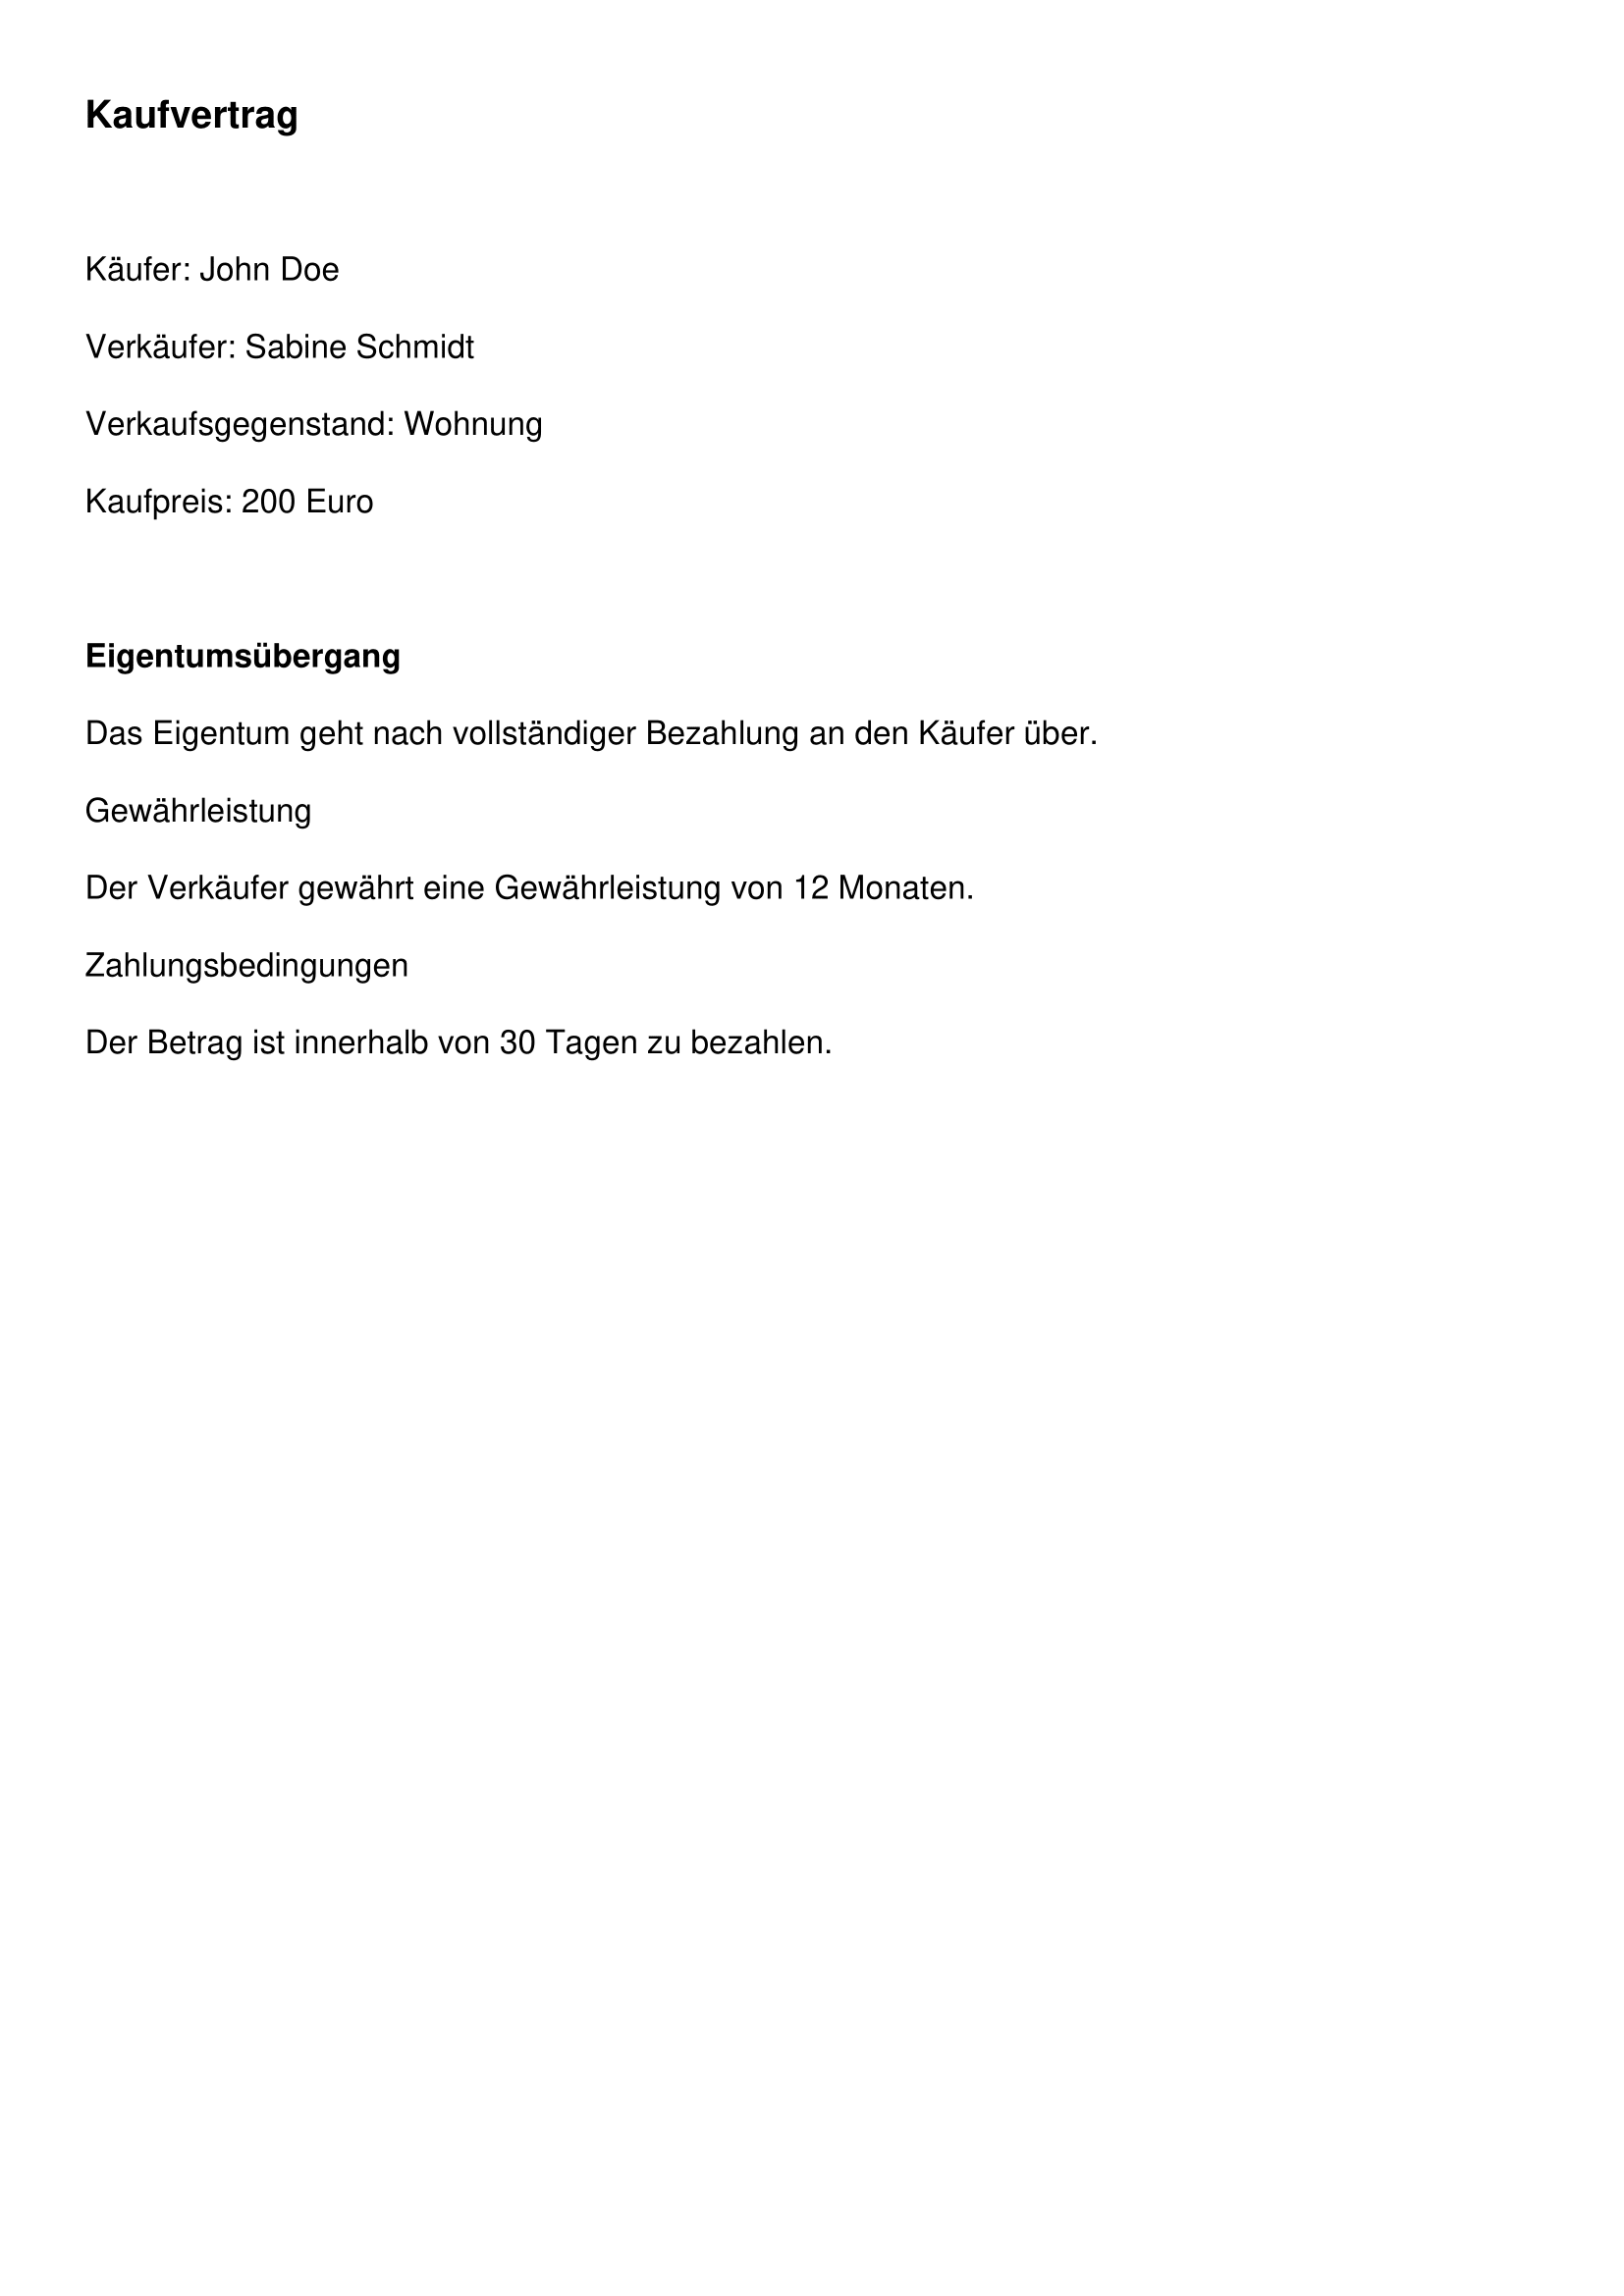 Kaufvertrag
Käufer: John Doe
Verkäufer: Sabine Schmidt
Verkaufsgegenstand: Wohnung
Kaufpreis: 200 Euro
Eigentumsübergang
Das Eigentum geht nach vollständiger Bezahlung an den Käufer über.
Gewährleistung
Der Verkäufer gewährt eine Gewährleistung von 12 Monaten.
Zahlungsbedingungen
Der Betrag ist innerhalb von 30 Tagen zu bezahlen.